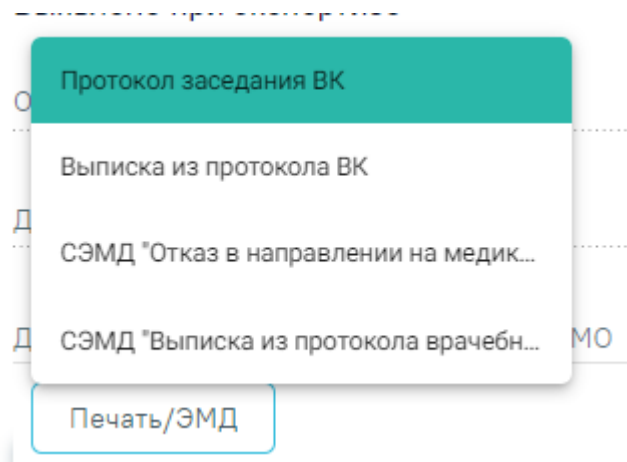 Протокол заседания ВК
Выписка из протокола ВК
СЭМД "Отказ в направлении на медик...
СЭМД "Выписка из протокола врачебн...
МО
Печать/ЭМД